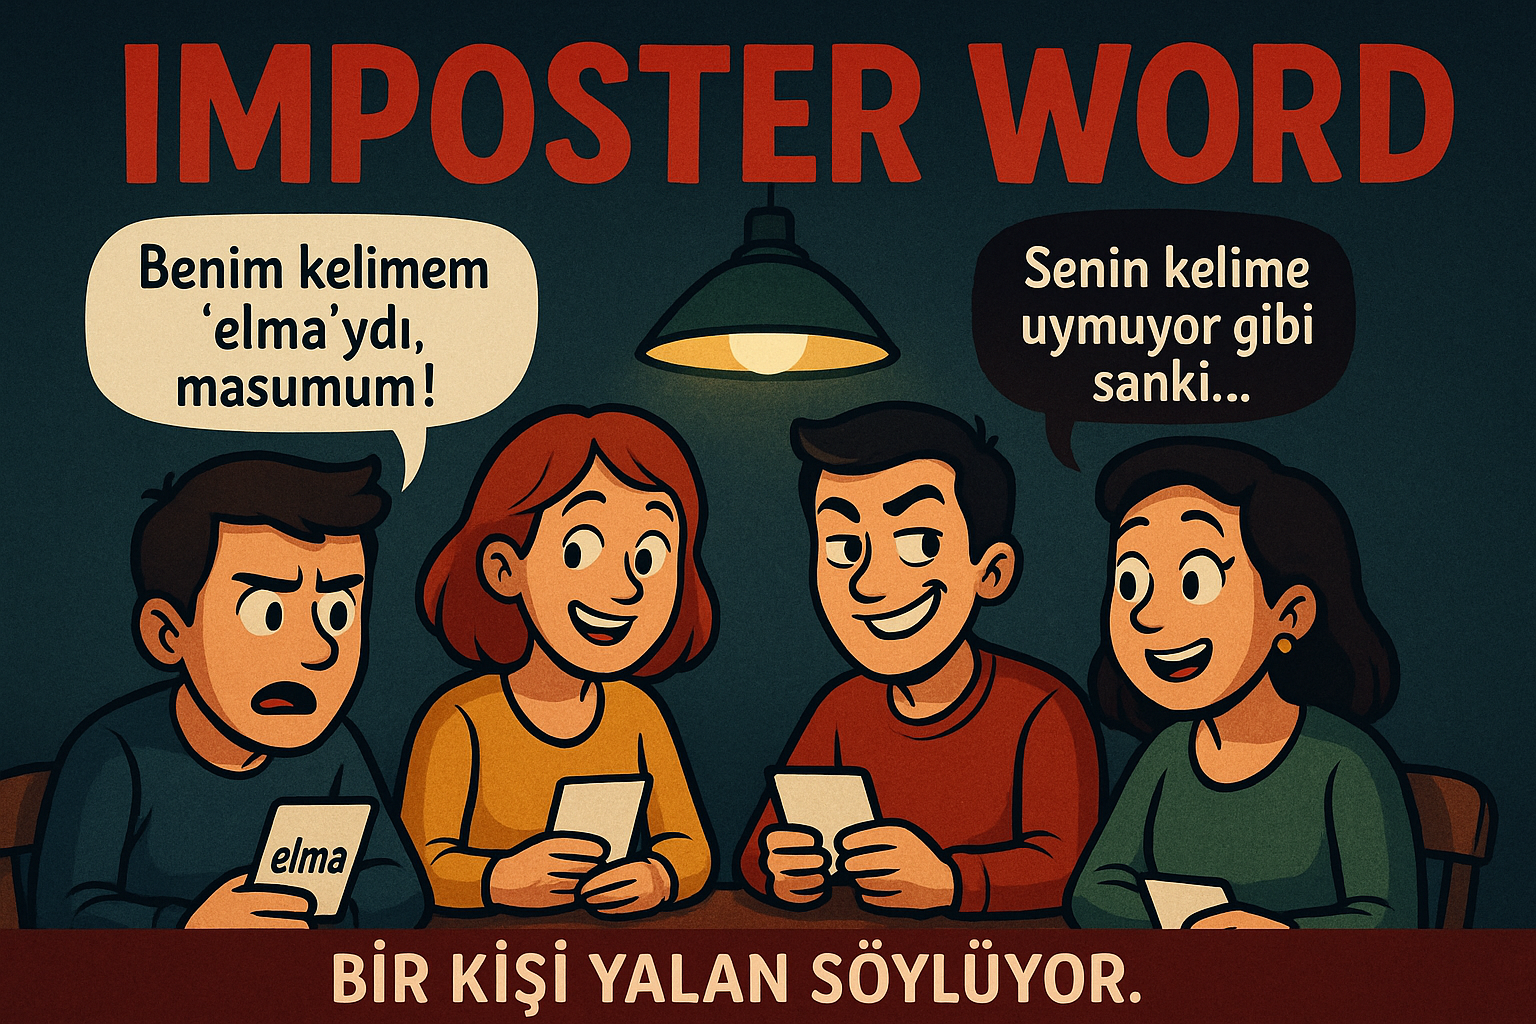 IMPOSTER WORD
Benim kelimem
‘elma’ydı,
masumum!
Senin kelime
uymuyor gibi
sanki...
elma
BİR KİŞİ YALAN SÖYLÜYOR.